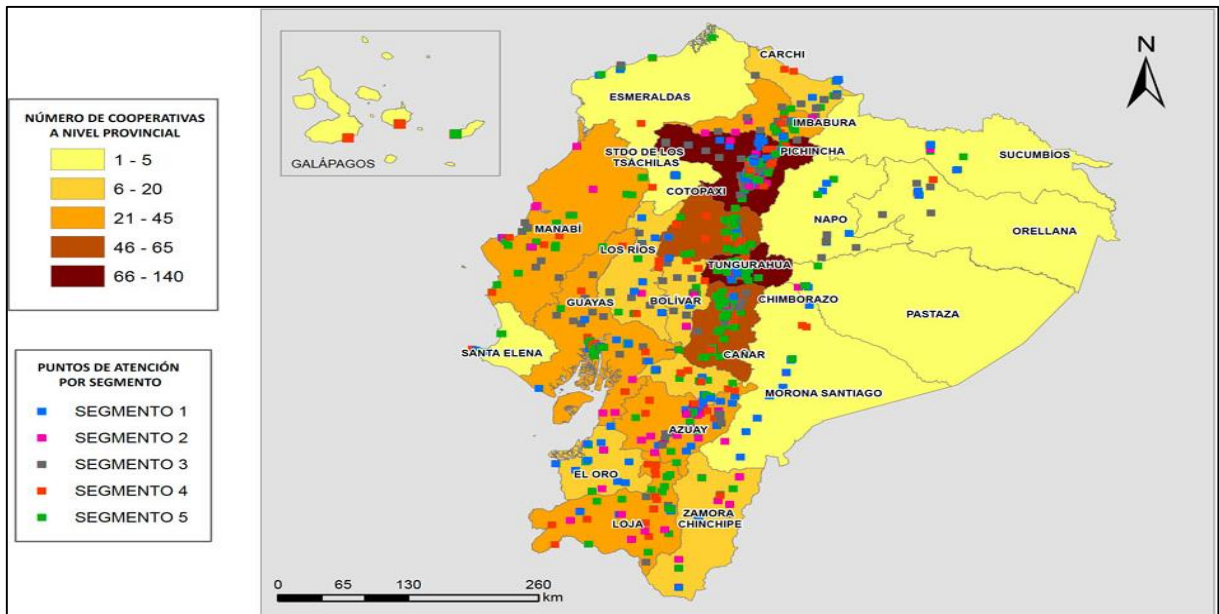 NÚMERO DE COOPERATIVAS
A NIVEL PROVINCIAL
1 - 5
6 - 20
21 - 45
46 - 65
66 - 140
PUNTOS DE ATENCIÓN
POR SEGMENTO
SEGMENTO 1
SEGMENTO 2
SEGMENTO 3
SEGMENTO 4
SEGMENTO 5
GALÁPAGOS
N
CARCHI
ESMERALDAS
IMBABURA
PICHINCHA
SUCUMBÍOS
STDO DE LOS
TSÁCHILAS
COTOPAXI
NAPO
ORELLANA
MANABÍ
LOS RÍOS
TUNGURAHUA
GUAYAS
BOLÍVAR
CHIMBORAZO
PASTAZA
SANTA ELENA
CAÑAR
MORONA SANTIAGO
AZUAY
EL ORO
LOJA
ZAMORA
CHINCHIPE
0 65 130 260
km